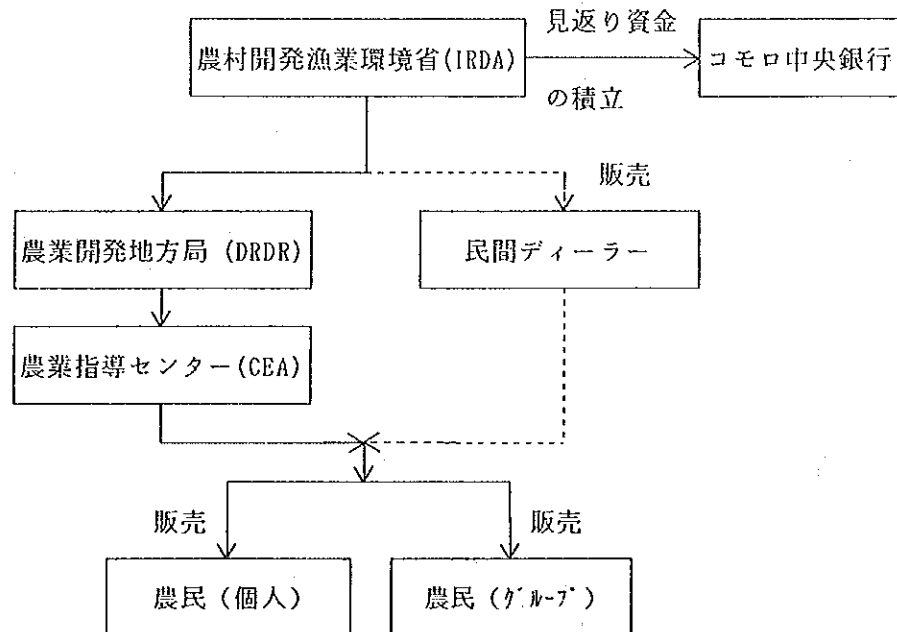 見返り資金
農村開発漁業環境省(IRDA)
コモロ中央銀行
の積立
販売
農業開発地方局 (DRDR)
民間ディーラー
農業指導センター(CEA)
販売
販売
農民 (個人)
農民 (ｸﾞﾙｰﾌﾟ)